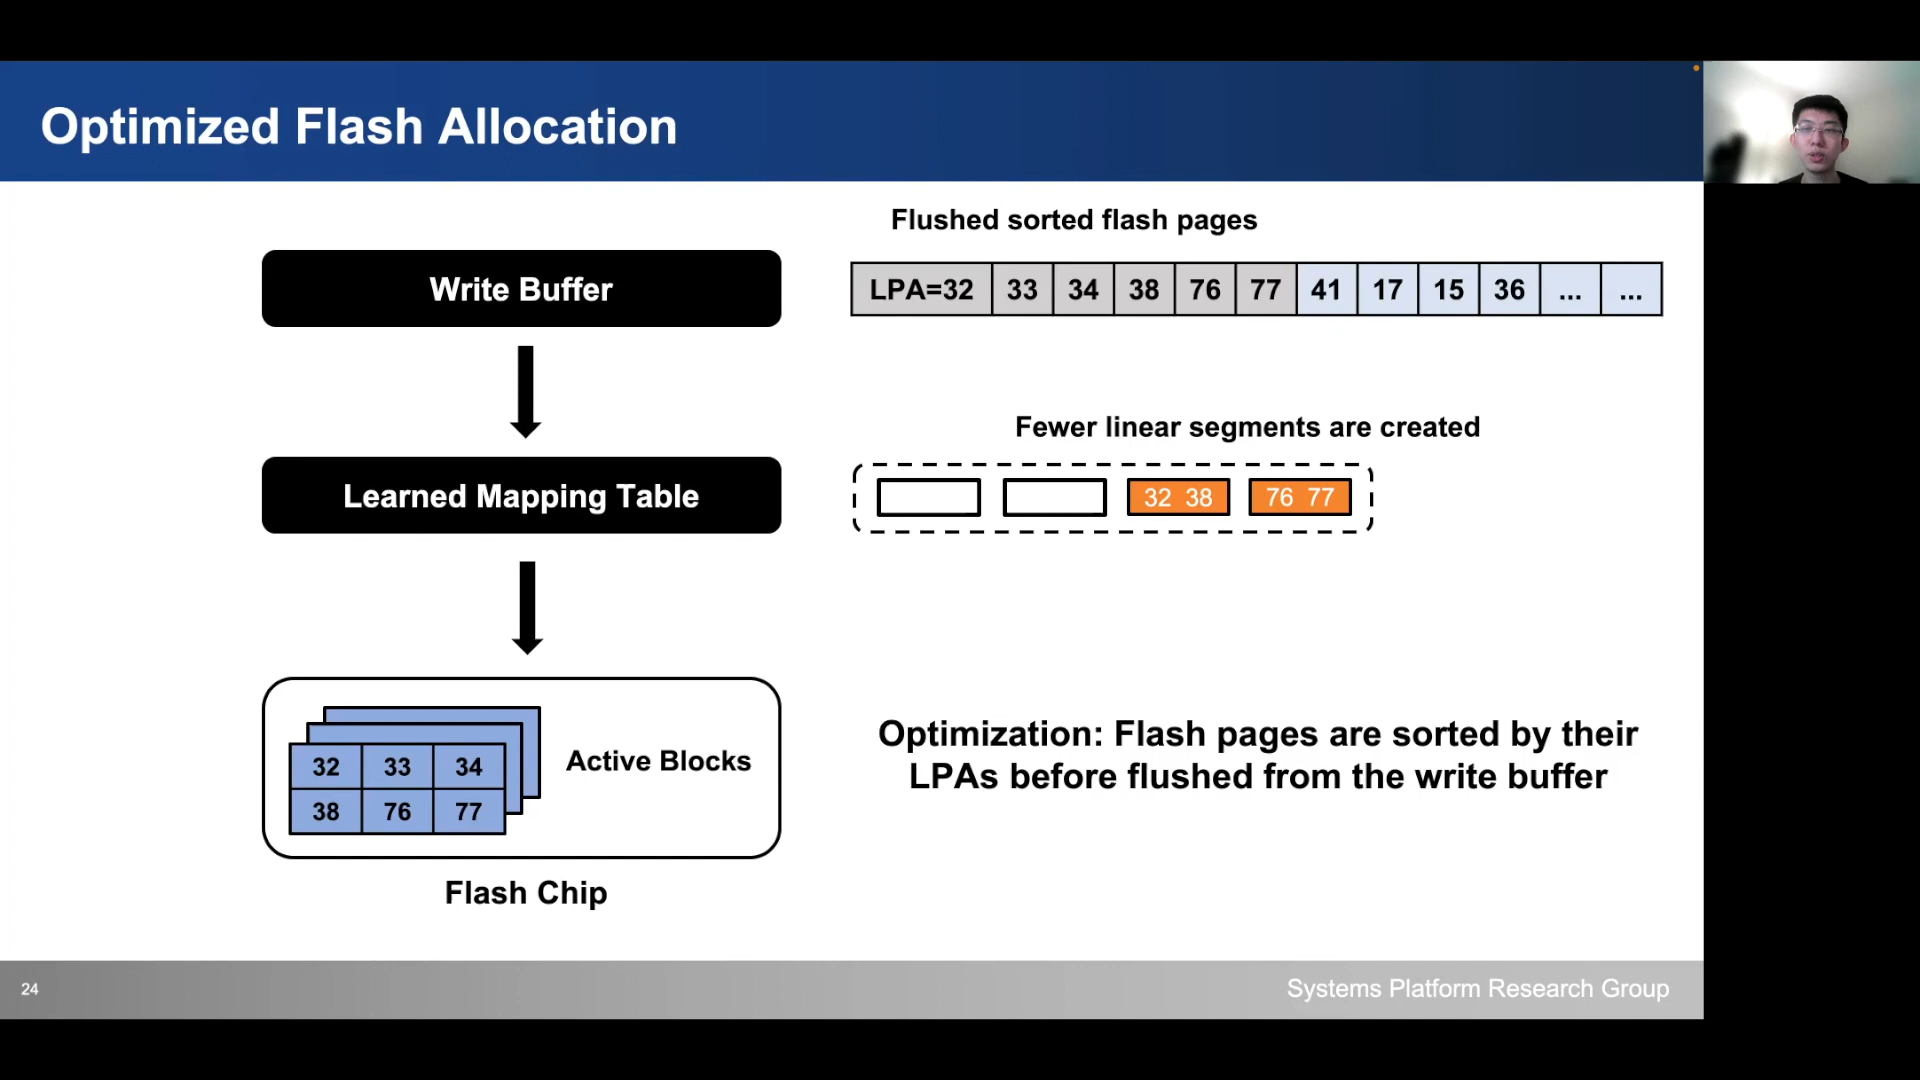 Optimized Flash Allocation
Flushed sorted flash pages
Write Buffer
LPA=32 33 34 38 76 77 41 17 15 36 ... ...
Fewer linear segments are created
Learned Mapping Table
32 38 76 77
32 33 34
38 76 77
Active Blocks
Flash Chip
Optimization: Flash pages are sorted by their
LPAs before flushed from the write buffer
24
Systems Platform Research Group